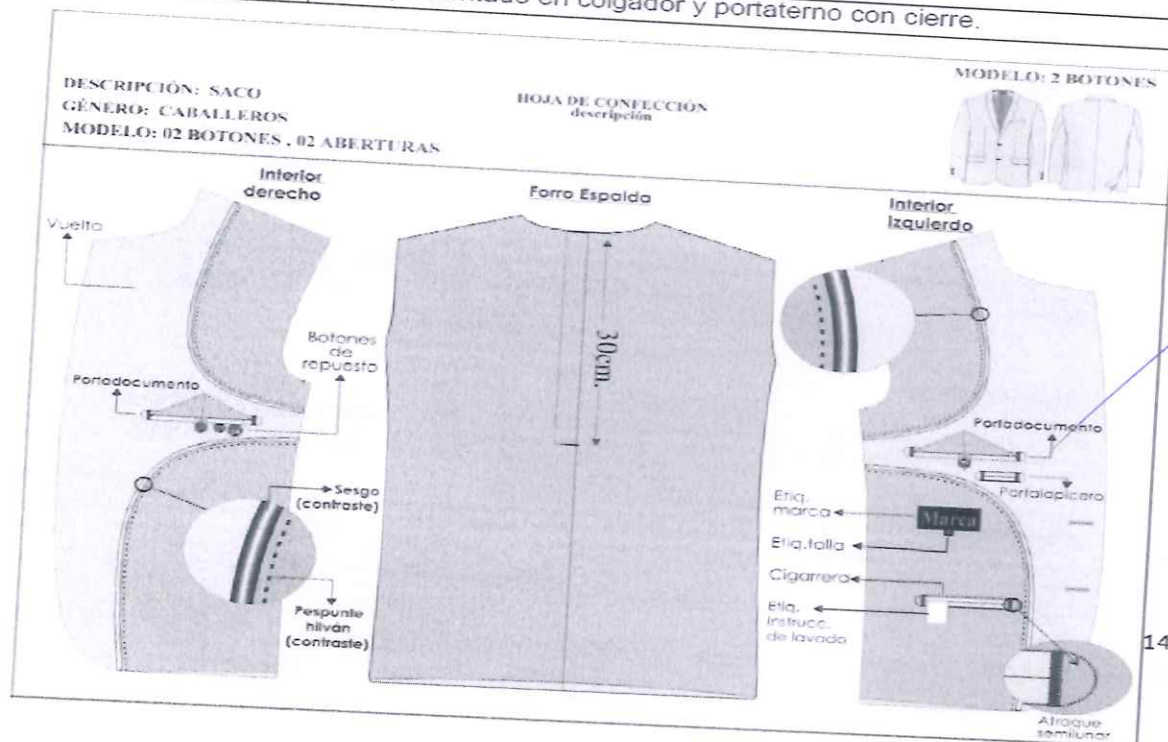 en colgador y portaterno con cierre.
DESCRIPCIÓN: SACO
GÉNERO: CABALLEROS
MODELO: 02 BOTONES , 02 ABERTURAS
HOJA DE CONFECCIÓN
descripción
MODELO: 2 BOTONES
Interior
derecho
Forro Espalda
Interior
Izquierdo
Vuelta
Botones
de
repuesto
Portadocumento
30cm.
Sesgo
(contraste)
Pespunte
hilván
(contraste)
Portadocumento
Portalapicero
Etiq.
marca
Marca
Etiq.talla
Cigarrera
Etiq.
Instrucc.
de lavado
14
Atraque
semilunar